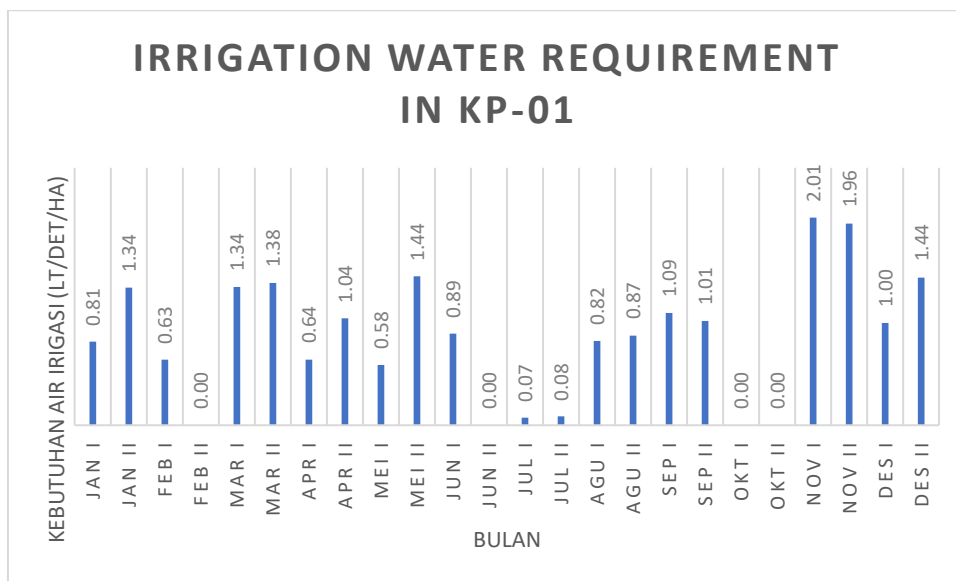 IRRIGATION WATER REQUIREMENT
IN KP-01
KEBUTUHAN AIR IRIGASI (LT/DET/HA)
0.81
1.34
0.63
0.00
1.34
1.38
0.64
1.04
0.58
1.44
0.89
0.00
0.07
0.08
0.82
0.87
1.09
1.01
0.00
0.00
2.01
1.96
1.00
1.44
JAN I
JAN II
FEB I
FEB II
MAR I
MAR II
APR I
APR II
MEI I
MEI II
JUN I
JUN II
JUL I
JUL II
AGU I
AGU II
SEP I
SEP II
OKT I
OKT II
NOV I
NOV II
DES I
DES II
BULAN